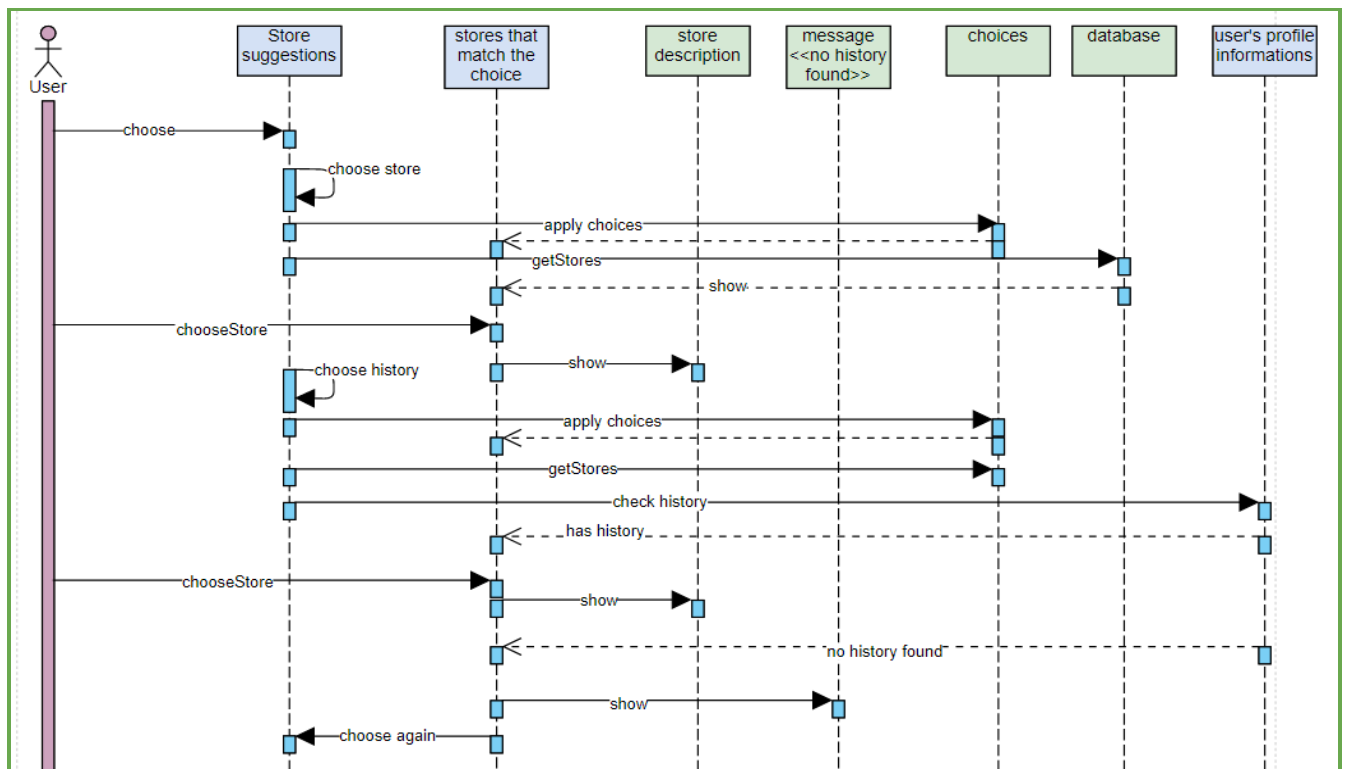 User
Store
suggestions
stores that
match the
choice
store
description
message
<<no history
found>>
choices
database
user's profile
informations
choose
choose store
apply choices
getStores
show
chooseStore
show
choose history
apply choices
getStores
check history
has history
chooseStore
show
no history found
show
choose again